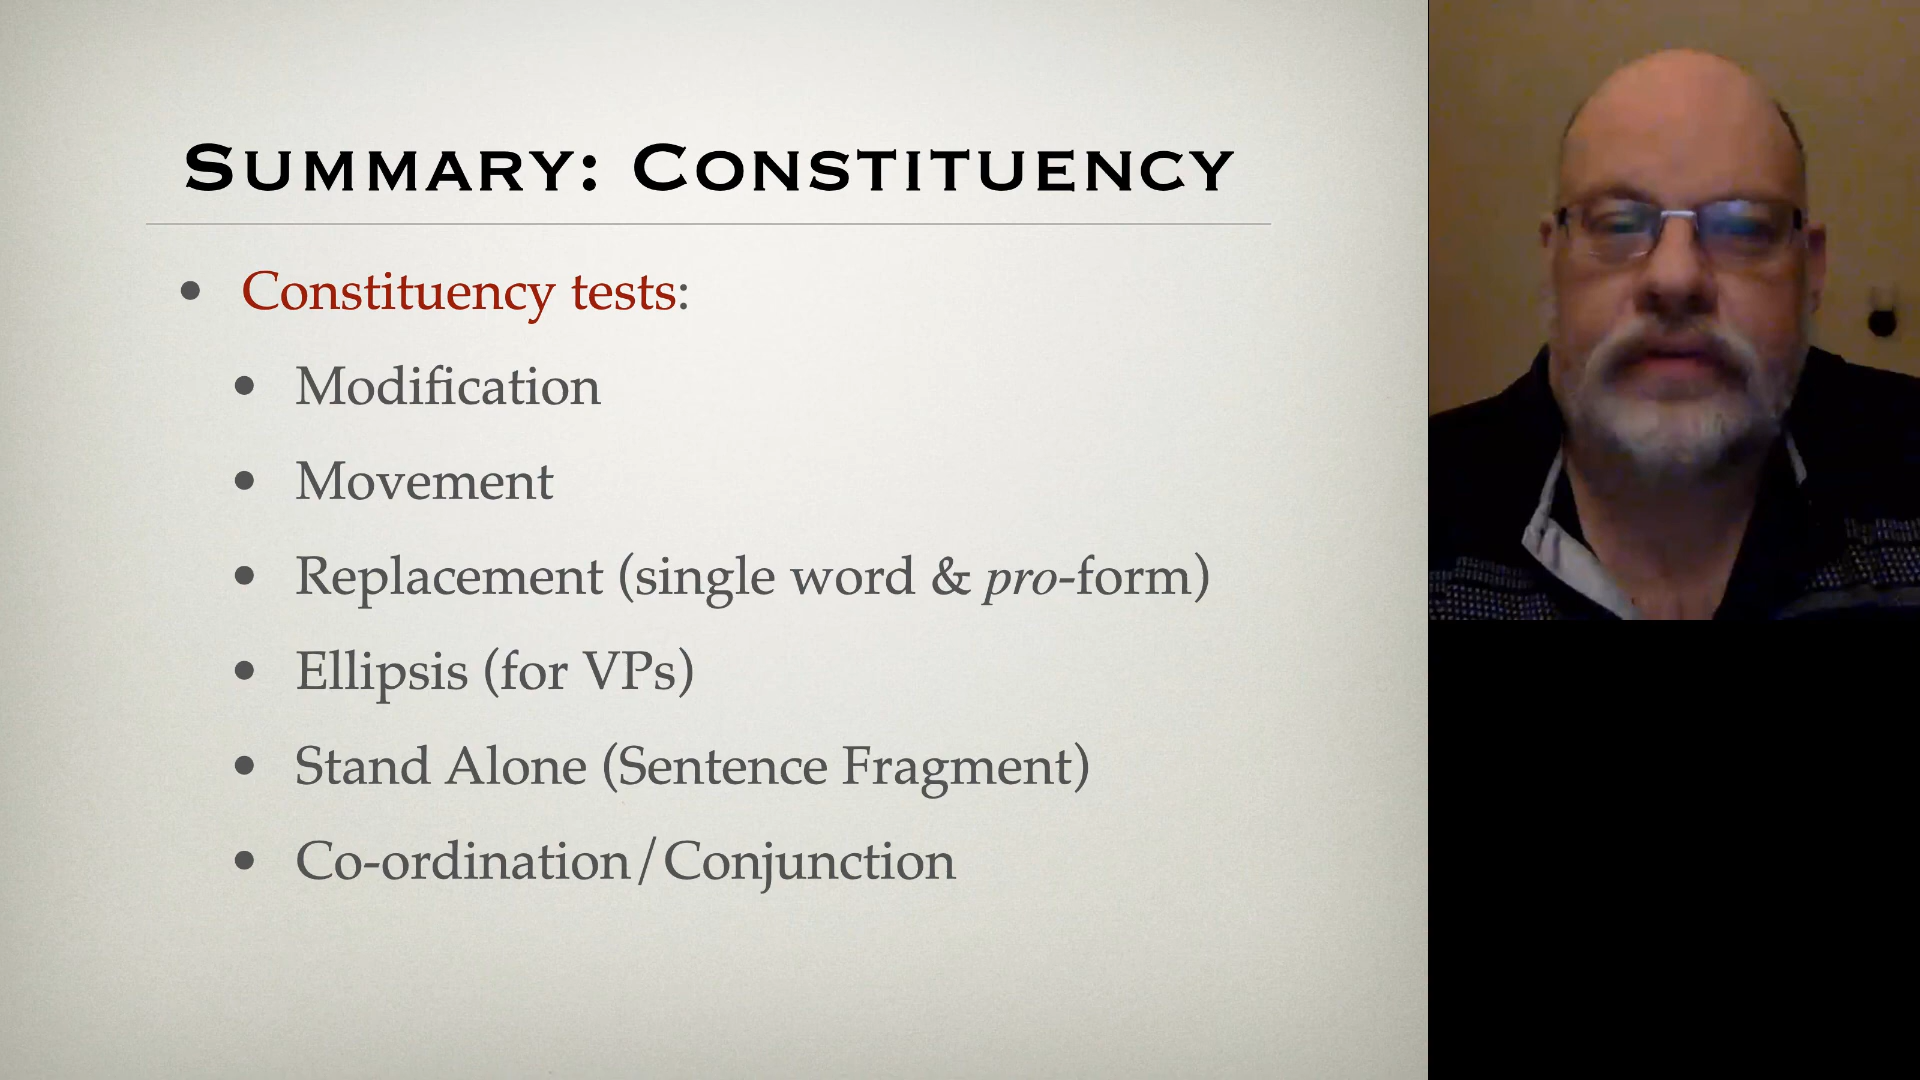 Summary: Constituency
• Constituency tests:
• Modification
• Movement
• Replacement (single word & pro-form)
• Ellipsis (for VPs)
• Stand Alone (Sentence Fragment)
• Co-ordination/Conjunction